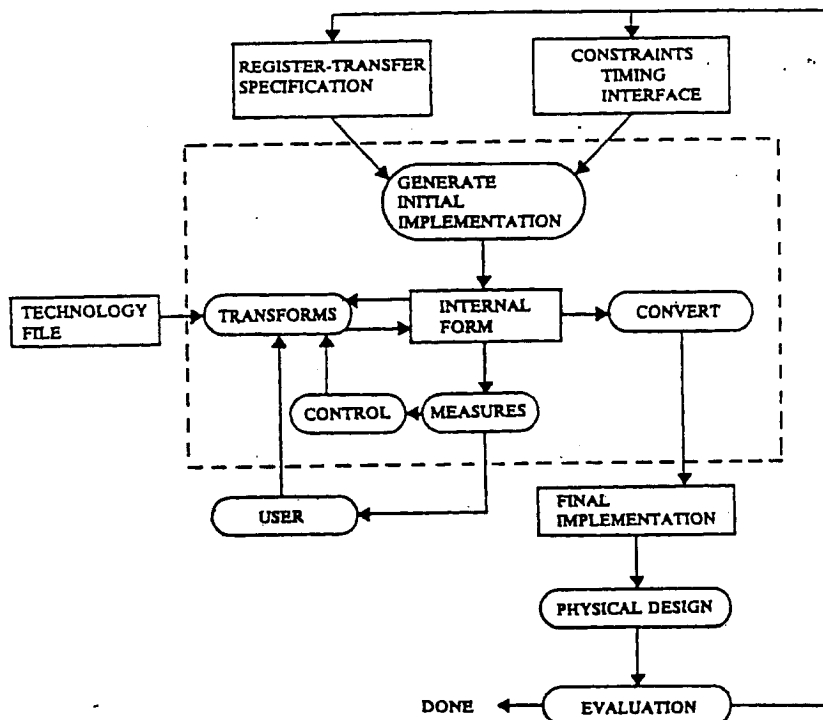 REGISTER-TRANSFER
SPECIFICATION
CONSTRAINTS
TIMING
INTERFACE
GENERATE
INITIAL
IMPLEMENTATION
TECHNOLOGY
FILE
TRANSFORMS
INTERNAL
FORM
CONVERT
CONTROL
MEASURES
USER
FINAL
IMPLEMENTATION
PHYSICAL DESIGN
DONE
EVALUATION